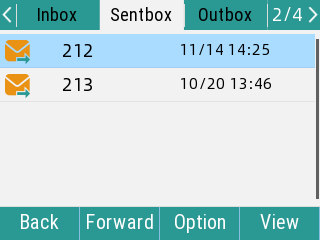 Inbox Sentbox Outbox 2/4
212 11/14 14:25
213 10/20 13:46
Back Forward Option View